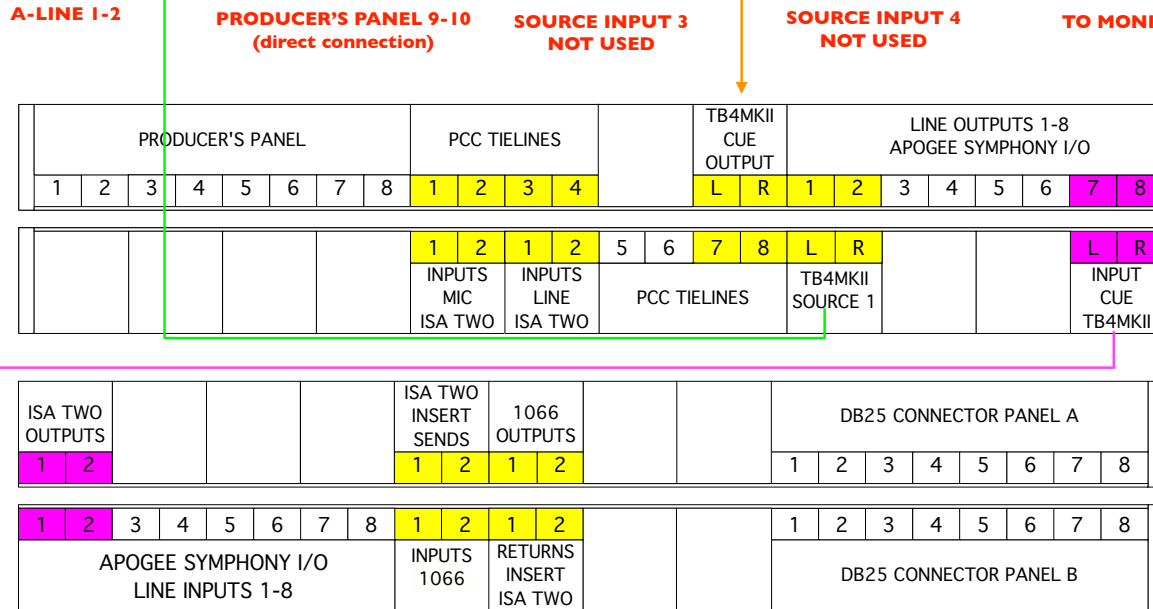 A-LINE 1-2
PRODUCER'S PANEL 9-10
(direct connection)
SOURCE INPUT 3
NOT USED
SOURCE INPUT 4
NOT USED
TO MONI
PRODUCER'S PANEL
PCC TIELINES
TB4MKII
CUE
OUTPUT
LINE OUTPUTS 1-8
APOGEE SYMPHONY I/O
1 2 3 4 5 6 7 8 1 2 3 4 L R 1 2 3 4 5 6 7 8
1 2 1 2 5 6 7 8 L R L R
INPUTS
MIC
ISA TWO
INPUTS
LINE
ISA TWO
PCC TIELINES
TB4MKII
SOURCE 1
INPUT
CUE
TB4MKII
ISA TWO
OUTPUTS
ISA TWO
INSERT
SENDS
1066
OUTPUTS
DB25 CONNECTOR PANEL A
1 2 1 2 1 2 1 2 3 4 5 6 7 8
1 2 3 4 5 6 7 8 1 2 1 2 1 2 3 4 5 6 7 8
APOGEE SYMPHONY I/O
LINE INPUTS 1-8
INPUTS
1066
RETURNS
INSERT
ISA TWO
DB25 CONNECTOR PANEL B